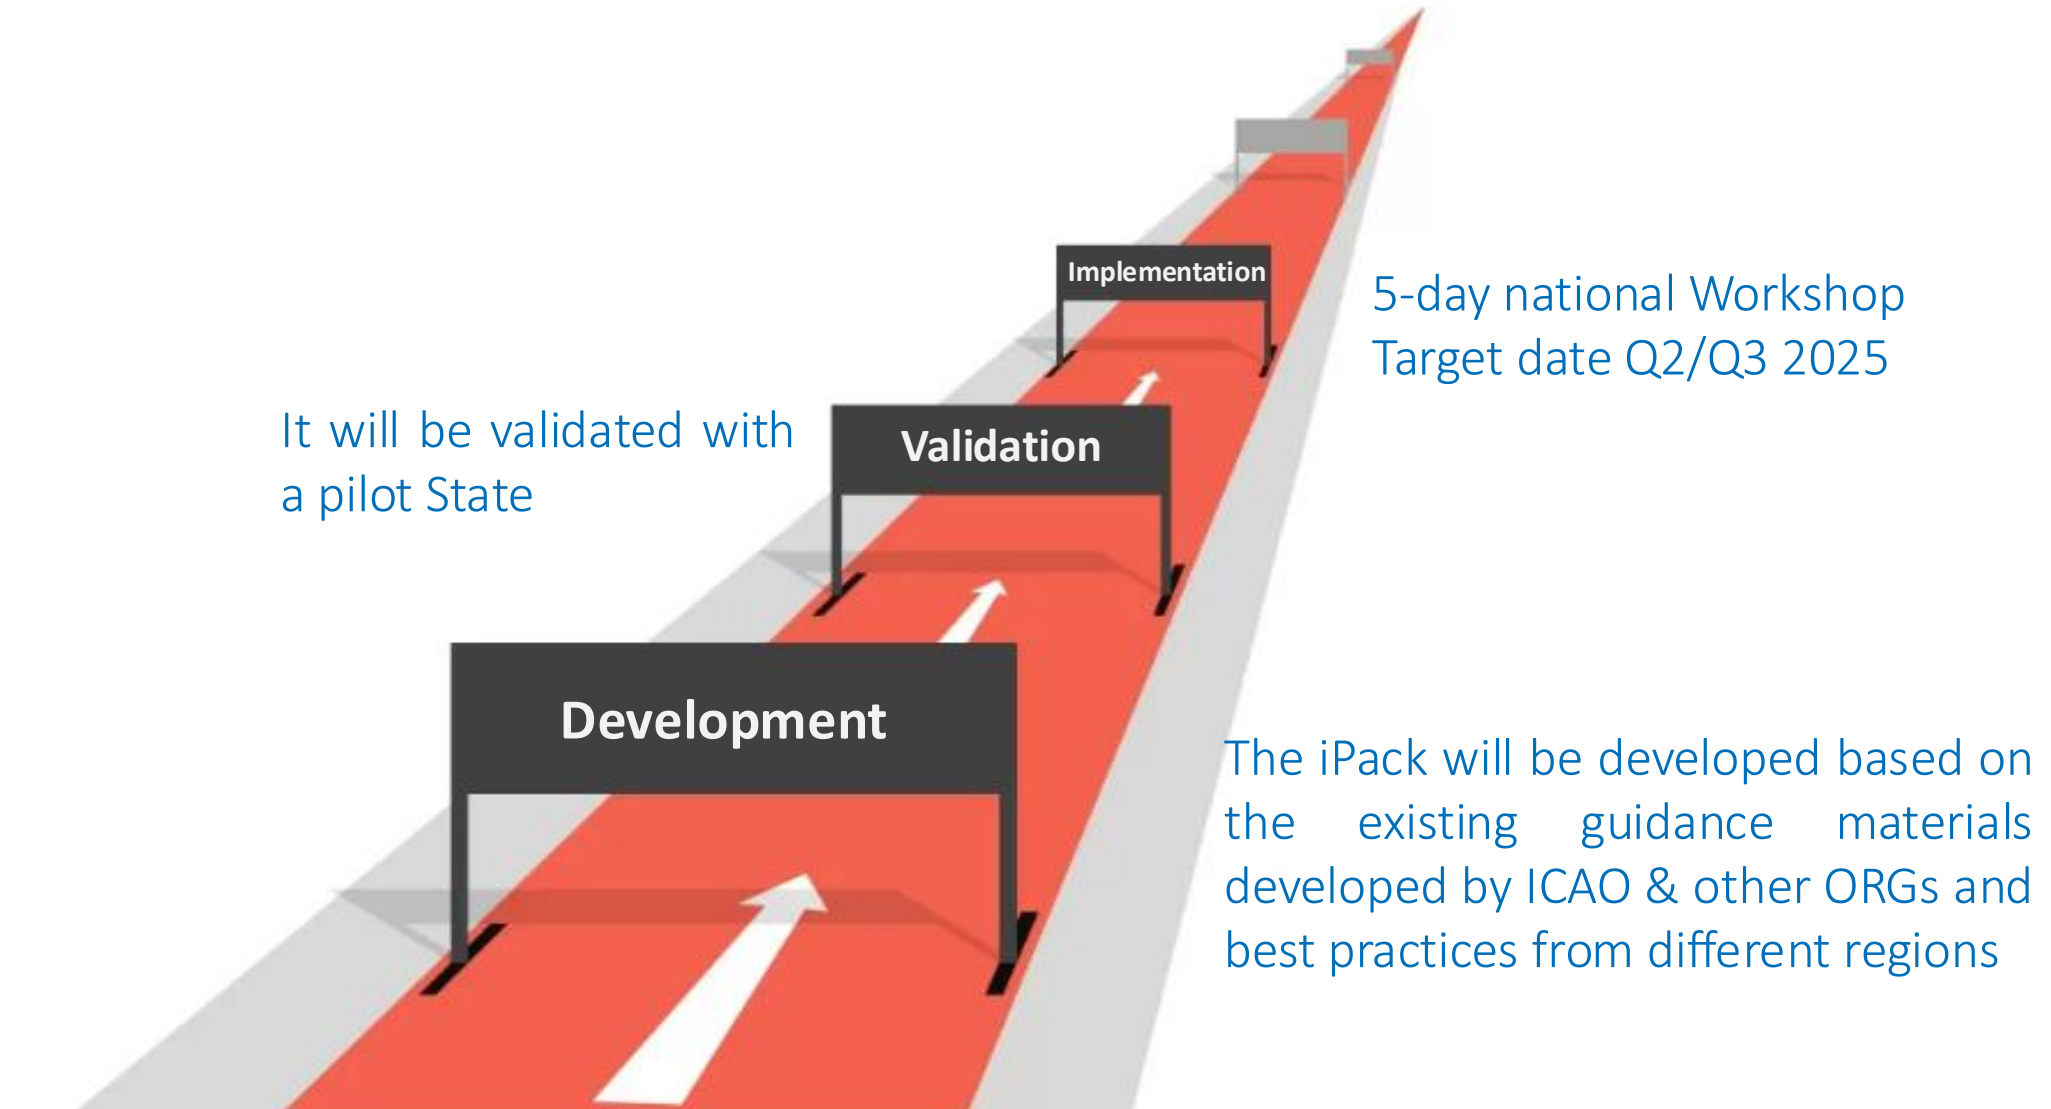 Implementation
5-day national Workshop
Target date Q2/Q3 2025
It will be validated with
a pilot State
Validation
Development
The iPack will be developed based on
the existing guidance materials
developed by ICAO & other ORGs and
best practices from different regions